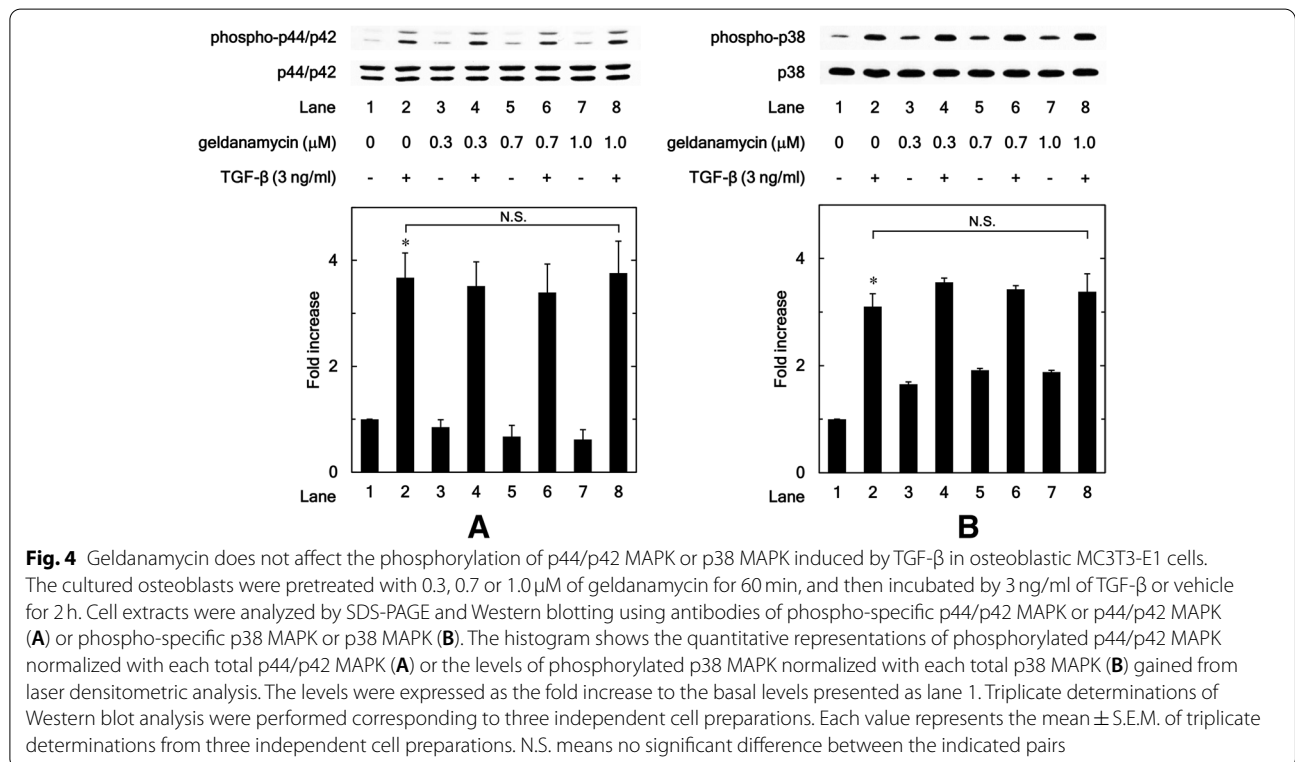 phospho-p44/p42
p44/p42
Lane 1 2 3 4 5 6 7 8
geldanamycin (μM) 0 0 0.3 0.3 0.7 0.7 1.0 1.0
TGF-β (3 ng/ml) - + - + - + - +
N.S.
*
4
2
0
Fold increase
Lane 1 2 3 4 5 6 7 8
A
phospho-p38
p38
Lane 1 2 3 4 5 6 7 8
geldanamycin (μM) 0 0 0.3 0.3 0.7 0.7 1.0 1.0
TGF-β (3 ng/ml) - + - + - + - +
N.S.
*
4
2
0
Fold increase
Lane 1 2 3 4 5 6 7 8
B
Fig. 4 Geldanamycin does not affect the phosphorylation of p44/p42 MAPK or p38 MAPK induced by TGF-β in osteoblastic MC3T3-E1 cells.
The cultured osteoblasts were pretreated with 0.3, 0.7 or 1.0 μM of geldanamycin for 60 min, and then incubated by 3 ng/ml of TGF-β or vehicle
for 2 h. Cell extracts were analyzed by SDS-PAGE and Western blotting using antibodies of phospho-specific p44/p42 MAPK or p44/p42 MAPK
(A) or phospho-specific p38 MAPK or p38 MAPK (B). The histogram shows the quantitative representations of phosphorylated p44/p42 MAPK
normalized with each total p44/p42 MAPK (A) or the levels of phosphorylated p38 MAPK normalized with each total p38 MAPK (B) gained from
laser densitometric analysis. The levels were expressed as the fold increase to the basal levels presented as lane 1. Triplicate determinations of
Western blot analysis were performed corresponding to three independent cell preparations. Each value represents the mean ± S.E.M. of triplicate
determinations from three independent cell preparations. N.S. means no significant difference between the indicated pairs